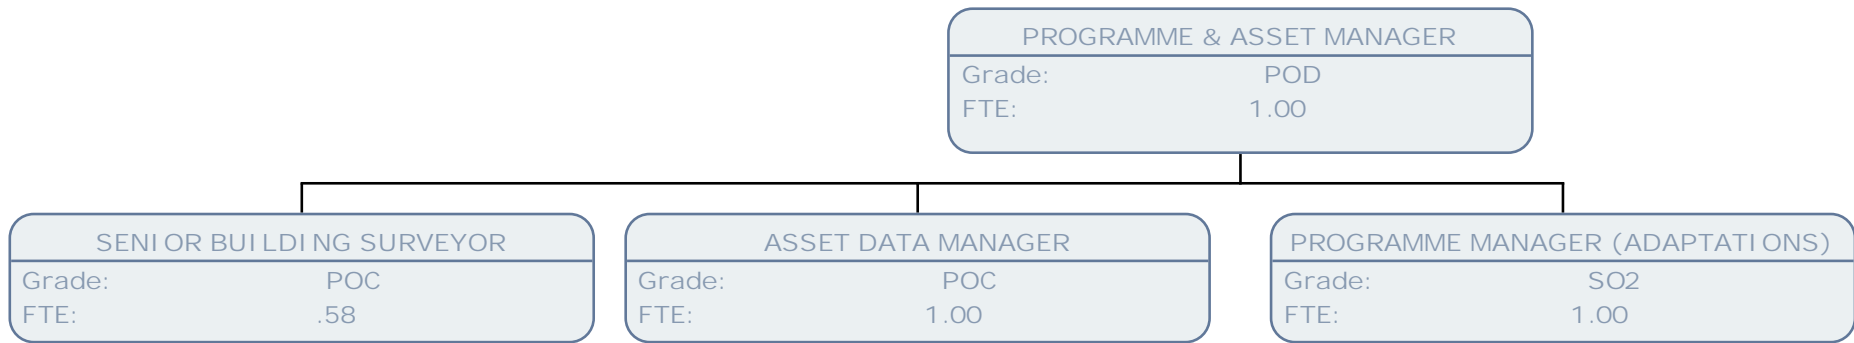 PROGRAMME & ASSET MANAGER
Grade: POD
FTE: 1.00
SENIOR BUILDING SURVEYOR
Grade: POC
FTE: .58
ASSET DATA MANAGER
Grade: POC
FTE: 1.00
PROGRAMME MANAGER (ADAPTATIONS)
Grade: SO2
FTE: 1.00